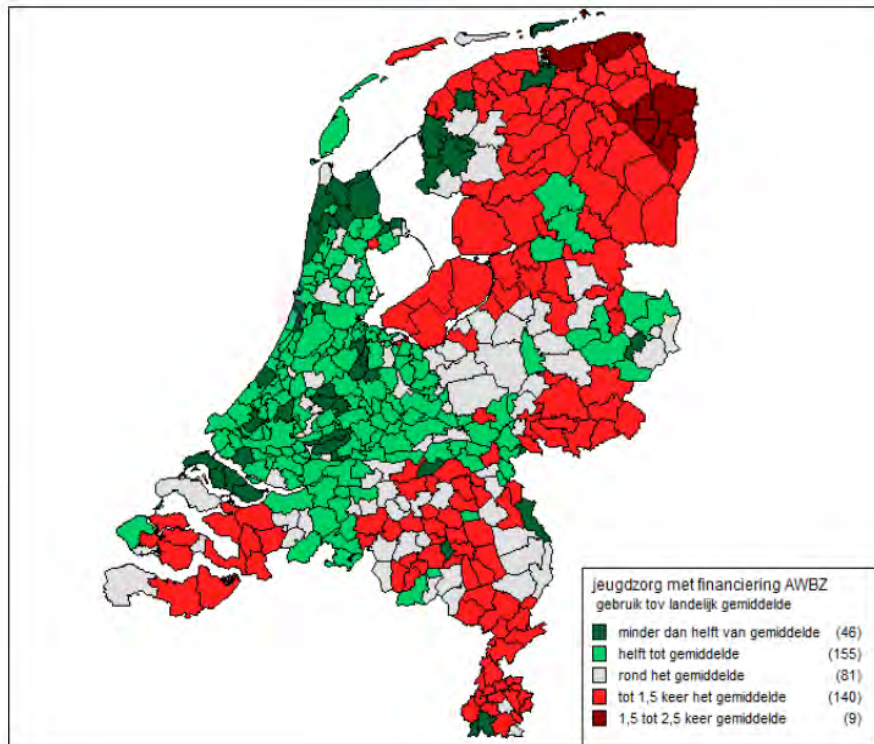 jeugdzorg met financiering AWBZ
gebruik tov landelijk gemiddelde
minder dan helft van gemiddelde (46)
helft tot gemiddelde (155)
rond het gemiddelde (81)
tot 1,5 keer het gemiddelde (140)
1,5 tot 2,5 keer gemiddelde (9)